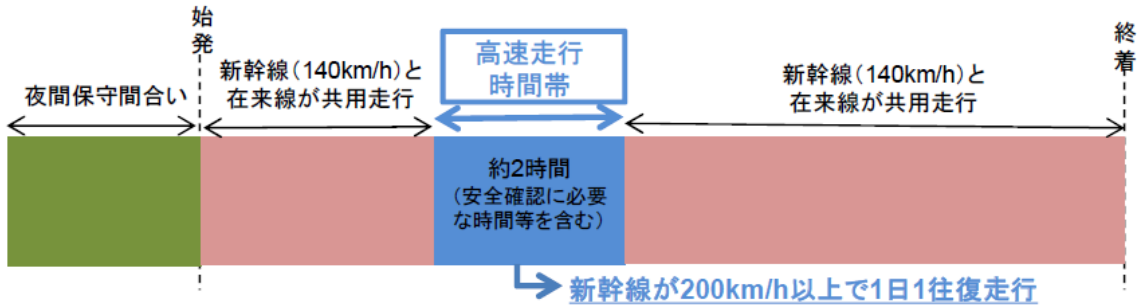 始発
終着
夜間保守間合い
新幹線（140km/h）と
在来線が共用走行
高速走行
時間帯
新幹線（140km/h）と
在来線が共用走行
約2時間
（安全確認に必要
な時間等を含む）
新幹線が200km/h以上で1日1往復走行